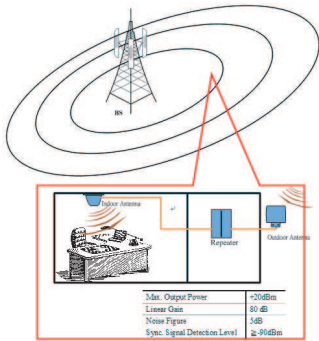 BS
Indoor Antenna
Repeater
Outdoor Antenna
Max. Output Power +20dBm
Linear Gain 80 dB
Noise Figure 5dB
Sync. Signal Detection Level ≧-90dBm